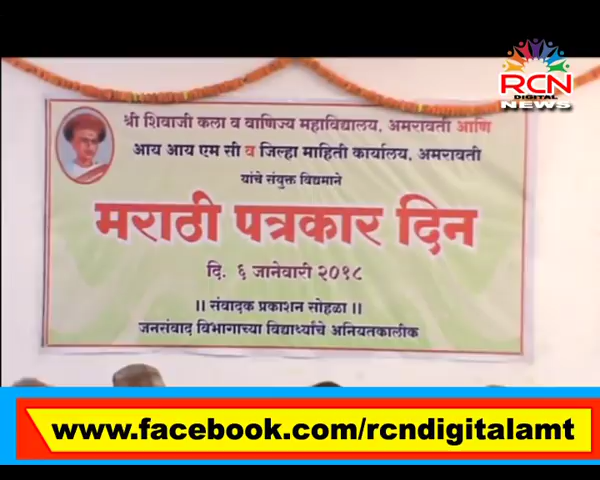 RCN
DIGITAL
NEWS
श्री शिवाजी कला व वाणिज्य महाविद्यालय, अमरावती आणि
आय आय एम सी व जिल्हा माहिती कार्यालय, अमरावती
यांचे संयुक्त विद्यमाने
मराठी पत्रकार दिन
दि. ६ जानेवारी २०१८
।। संवादक प्रकाशन सोहळा ।।
जनसंवाद विभागाच्या विद्यार्थ्यांचे अनियतकालीक
www.facebook.com/rcndigitalamt